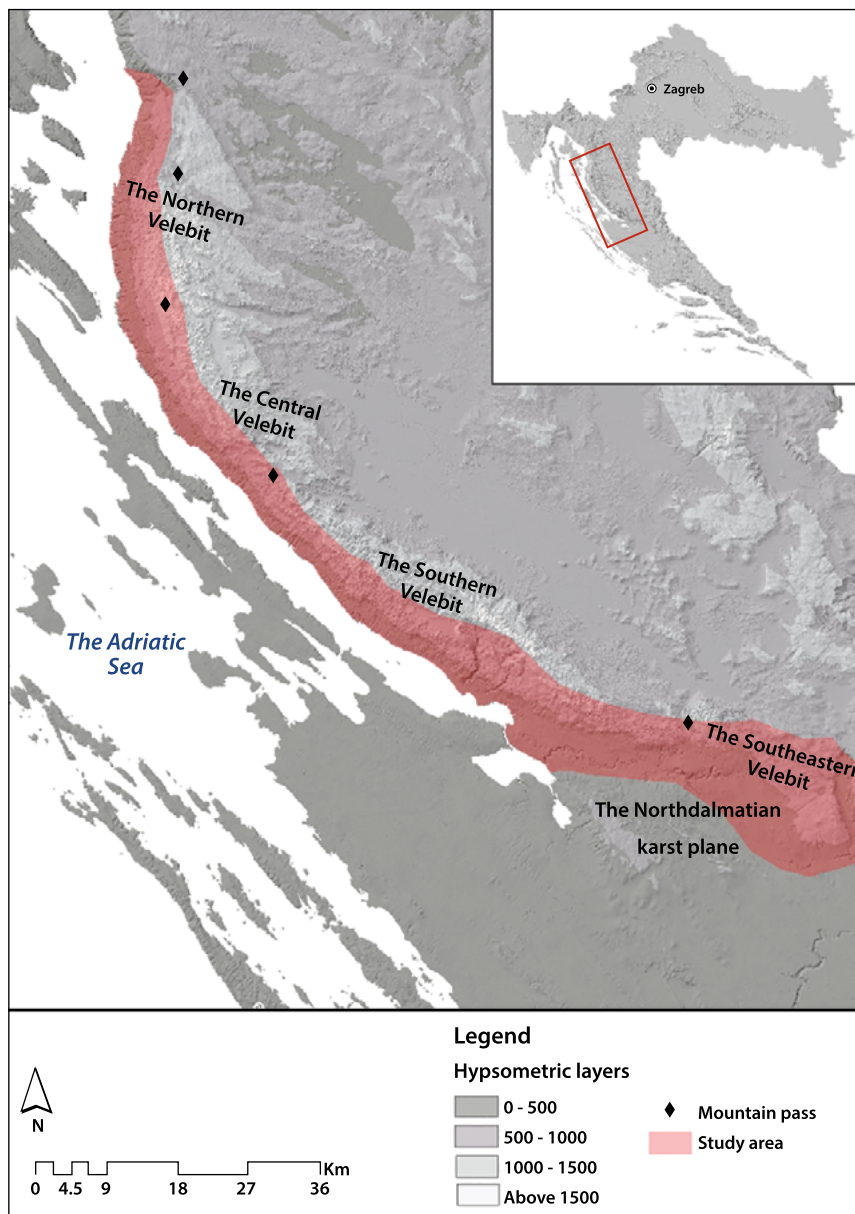 Zagreb
The Northern
Velebit
The Central
Velebit
The Southern
Velebit
The Adriatic
Sea
The Southeastern
Velebit
The Northdalmatian
karst plane
Legend
Hypsometric layers
0 - 500
500 - 1000
1000 - 1500
Above 1500
Mountain pass
Study area
N
Km
0 4.5 9 18 27 36